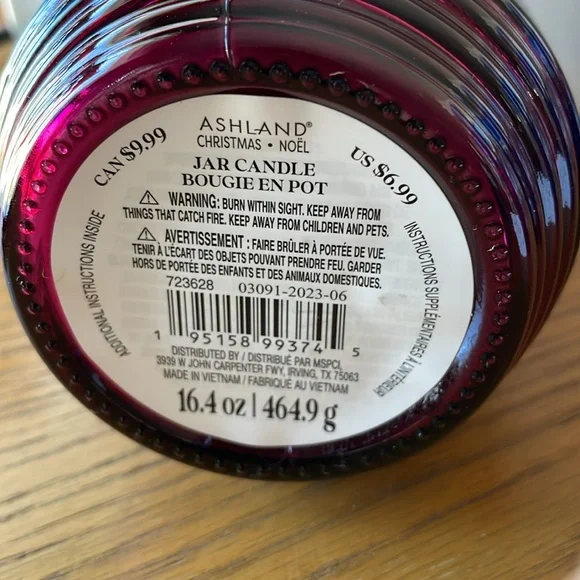 ASHLAND®
CHRISTMAS • NOËL
CAN $9.99
US $6.99
JAR CANDLE
BOUGIE EN POT
⚠ WARNING: BURN WITHIN SIGHT. KEEP AWAY FROM
THINGS THAT CATCH FIRE. KEEP AWAY FROM CHILDREN AND PETS.
⚠ AVERTISSEMENT : FAIRE BRÛLER À PORTÉE DE VUE.
TENIR À L'ÉCART DES OBJETS POUVANT PRENDRE FEU. GARDER
HORS DE PORTÉE DES ENFANTS ET DES ANIMAUX DOMESTIQUES.
ADDITIONAL INSTRUCTIONS INSIDE
INSTRUCTIONS SUPPLÉMENTAIRES À L'INTÉRIEUR
723628 03091-2023-06
1 95158 99374 5
DISTRIBUTED BY / DISTRIBUÉ PAR MSPCI,
3939 W JOHN CARPENTER FWY, IRVING, TX 75063
MADE IN VIETNAM / FABRIQUÉ AU VIETNAM
16.4 oz | 464.9 g